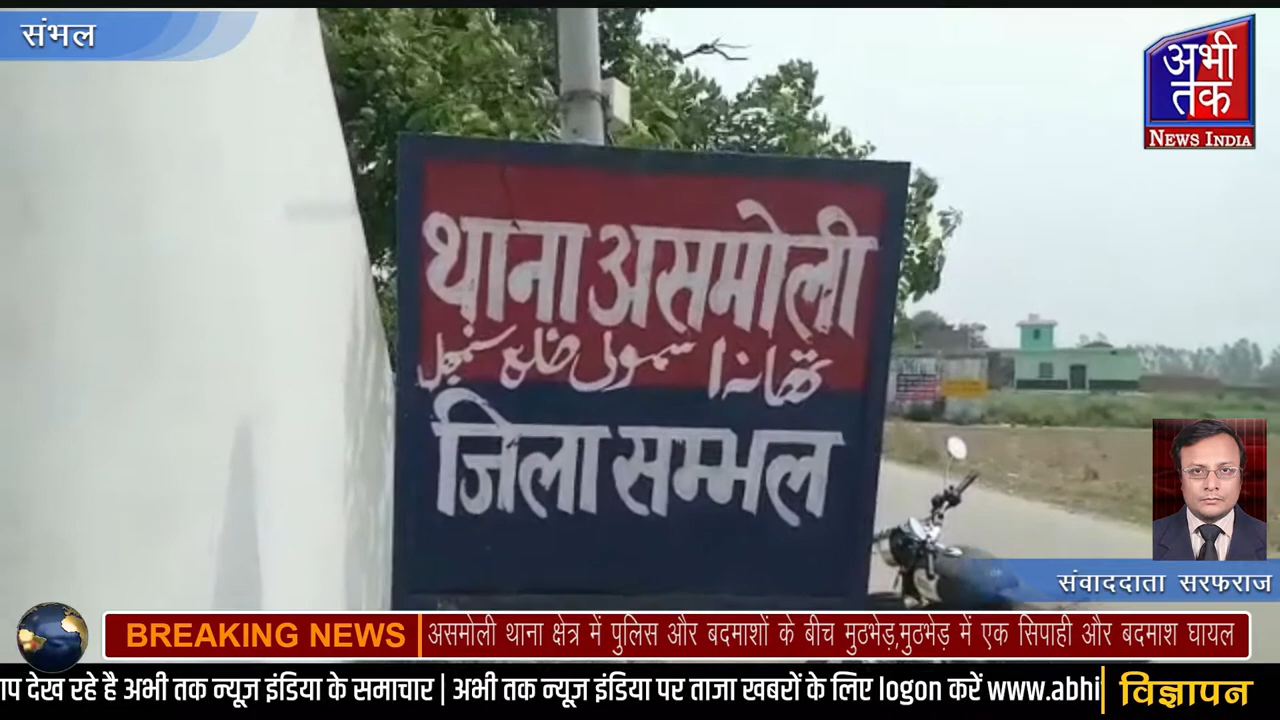 संभल
अभी
तक
NEWS INDIA
थाना असमोली
تھانہ اسمولی ضلع سنبھل
जिला सम्भल
संवाददाता सरफराज
BREAKING NEWS
असमोली थाना क्षेत्र में पुलिस और बदमाशों के बीच मुठभेड़,मुठभेड़ में एक सिपाही और बदमाश घायल
ाप देख रहे है अभी तक न्यूज़ इंडिया के समाचार | अभी तक न्यूज़ इंडिया पर ताजा खबरों के लिए logon करें www.abhi
विज्ञापन